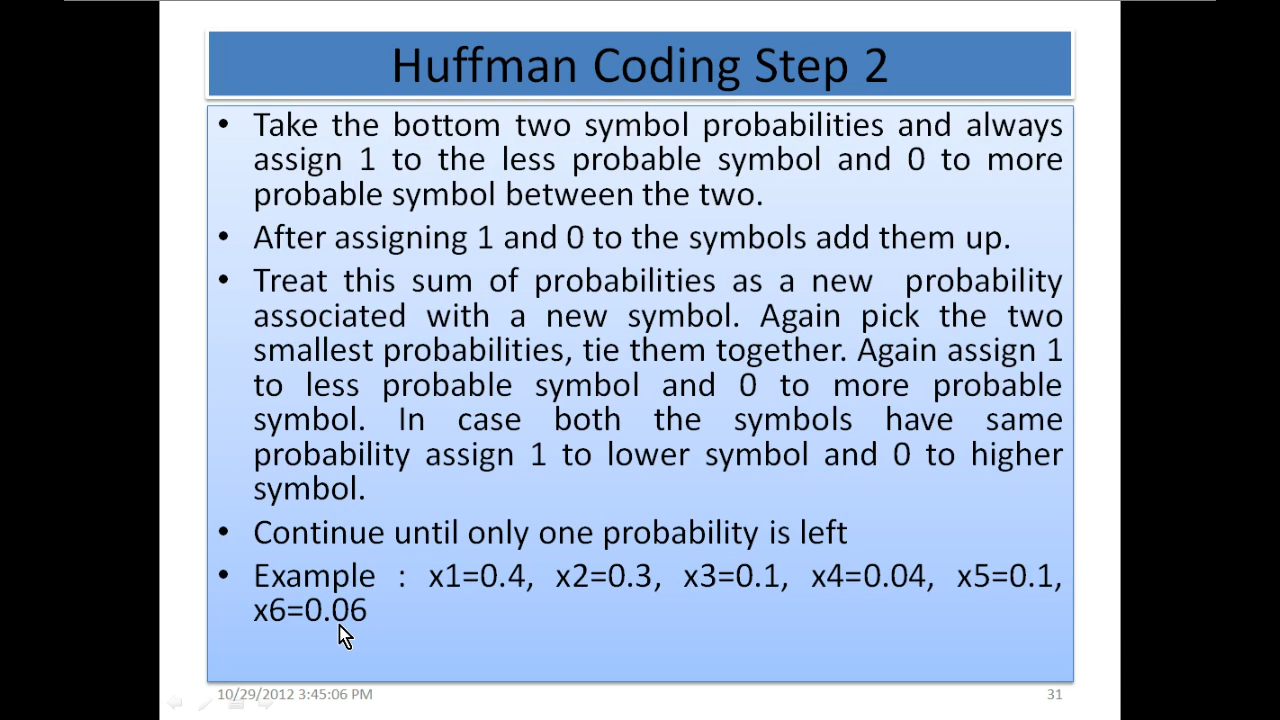 Huffman Coding Step 2
• Take the bottom two symbol probabilities and always
assign 1 to the less probable symbol and 0 to more
probable symbol between the two.
• After assigning 1 and 0 to the symbols add them up.
• Treat this sum of probabilities as a new probability
associated with a new symbol. Again pick the two
smallest probabilities, tie them together. Again assign 1
to less probable symbol and 0 to more probable
symbol. In case both the symbols have same
probability assign 1 to lower symbol and 0 to higher
symbol.
• Continue until only one probability is left
• Example : x1=0.4, x2=0.3, x3=0.1, x4=0.04, x5=0.1,
x6=0.06
10/29/2012 3:45:06 PM
31